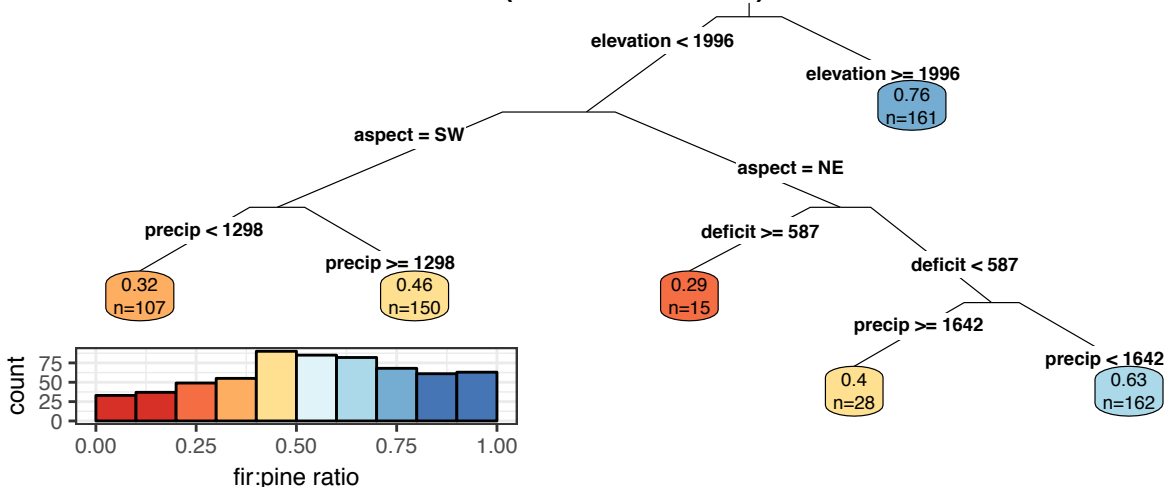 elevation < 1996
elevation >= 1996
0.76
n=161
aspect = SW
aspect = NE
precip < 1298
deficit >= 587
precip >= 1298
deficit < 587
0.32
n=107
0.46
n=150
0.29
n=15
precip >= 1642
precip < 1642
0.4
n=28
0.63
n=162
count
75
50
25
0
0.00 0.25 0.50 0.75 1.00
fir:pine ratio